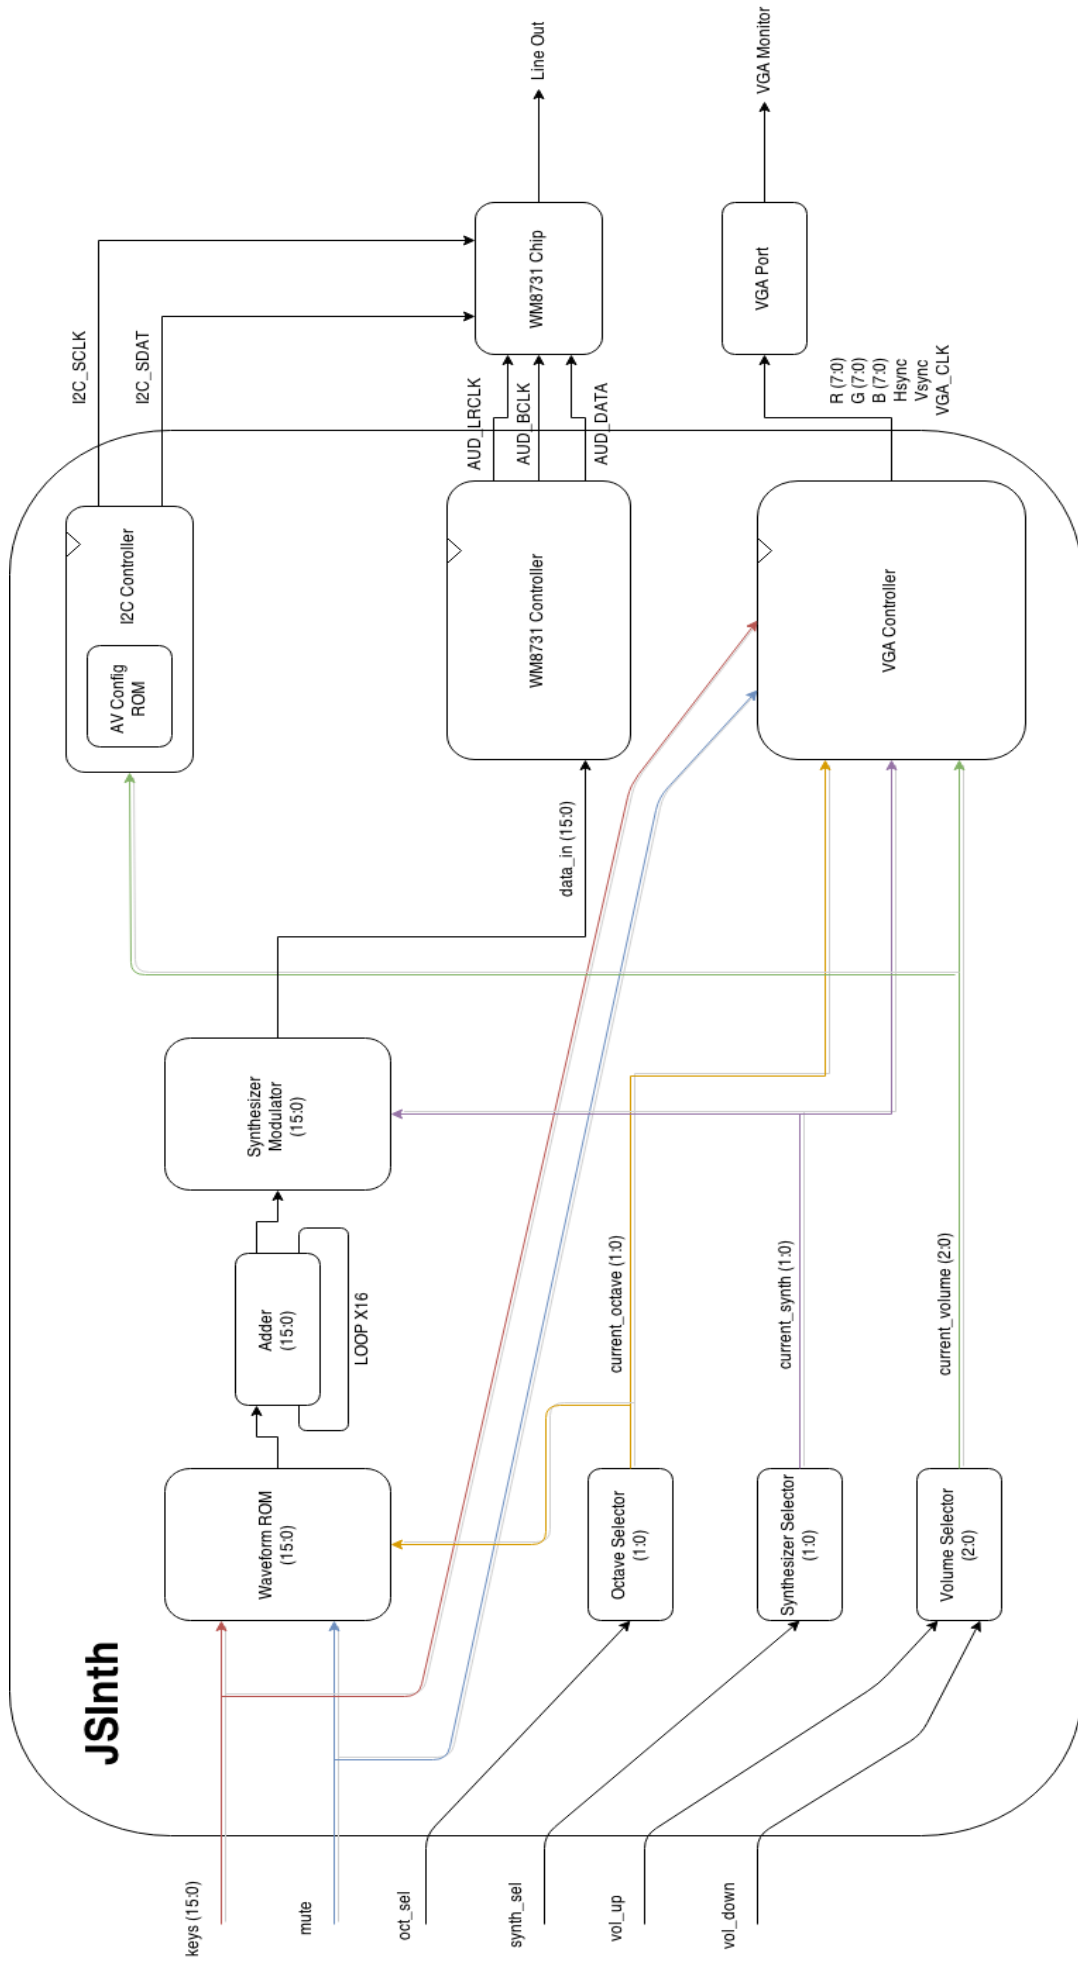 JSInth
keys (15:0)
mute
oct_sel
synth_sel
vol_up
vol_down
Waveform ROM
(15:0)
Adder
(15:0)
LOOP X16
Synthesizer
Modulator
(15:0)
Octave Selector
(1:0)
Synthesizer Selector
(1:0)
Volume Selector
(2:0)
current_octave (1:0)
current_synth (1:0)
current_volume (2:0)
data_in (15:0)
AV Config
ROM
I2C Controller
WM8731 Controller
VGA Controller
I2C_SCLK
I2C_SDAT
AUD_LRCLK
AUD_BCLK
AUD_DATA
R (7:0)
G (7:0)
B (7:0)
Hsync
Vsync
VGA_CLK
WM8731 Chip
VGA Port
Line Out
VGA Monitor